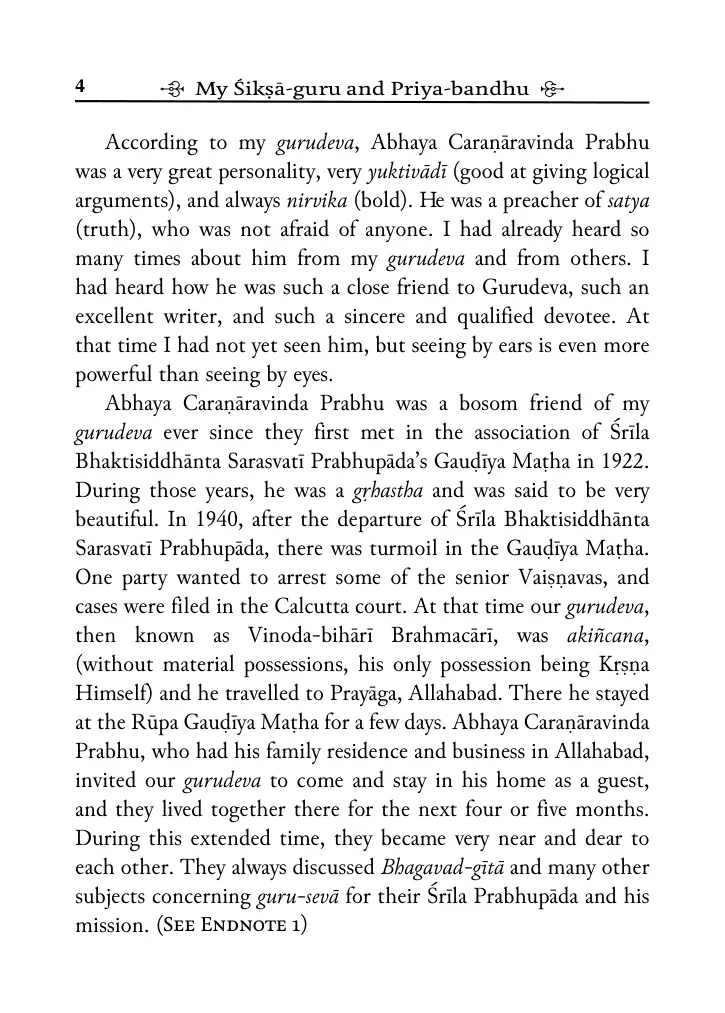 4 My Śikṣā-guru and Priya-bandhu
According to my gurudeva, Abhaya Caraṇāravinda Prabhu
was a very great personality, very yuktivādī (good at giving logical
arguments), and always nirvika (bold). He was a preacher of satya
(truth), who was not afraid of anyone. I had already heard so
many times about him from my gurudeva and from others. I
had heard how he was such a close friend to Gurudeva, such an
excellent writer, and such a sincere and qualified devotee. At
that time I had not yet seen him, but seeing by ears is even more
powerful than seeing by eyes.
Abhaya Caraṇāravinda Prabhu was a bosom friend of my
gurudeva ever since they first met in the association of Śrīla
Bhaktisiddhānta Sarasvatī Prabhupāda’s Gauḍīya Maṭha in 1922.
During those years, he was a gṛhastha and was said to be very
beautiful. In 1940, after the departure of Śrīla Bhaktisiddhānta
Sarasvatī Prabhupāda, there was turmoil in the Gauḍīya Maṭha.
One party wanted to arrest some of the senior Vaiṣṇavas, and
cases were filed in the Calcutta court. At that time our gurudeva,
then known as Vinoda-bihārī Brahmacārī, was akiñcana,
(without material possessions, his only possession being Kṛṣṇa
Himself) and he travelled to Prayāga, Allahabad. There he stayed
at the Rūpa Gauḍīya Maṭha for a few days. Abhaya Caraṇāravinda
Prabhu, who had his family residence and business in Allahabad,
invited our gurudeva to come and stay in his home as a guest,
and they lived together there for the next four or five months.
During this extended time, they became very near and dear to
each other. They always discussed Bhagavad-gītā and many other
subjects concerning guru-sevā for their Śrīla Prabhupāda and his
mission. (See Endnote 1)